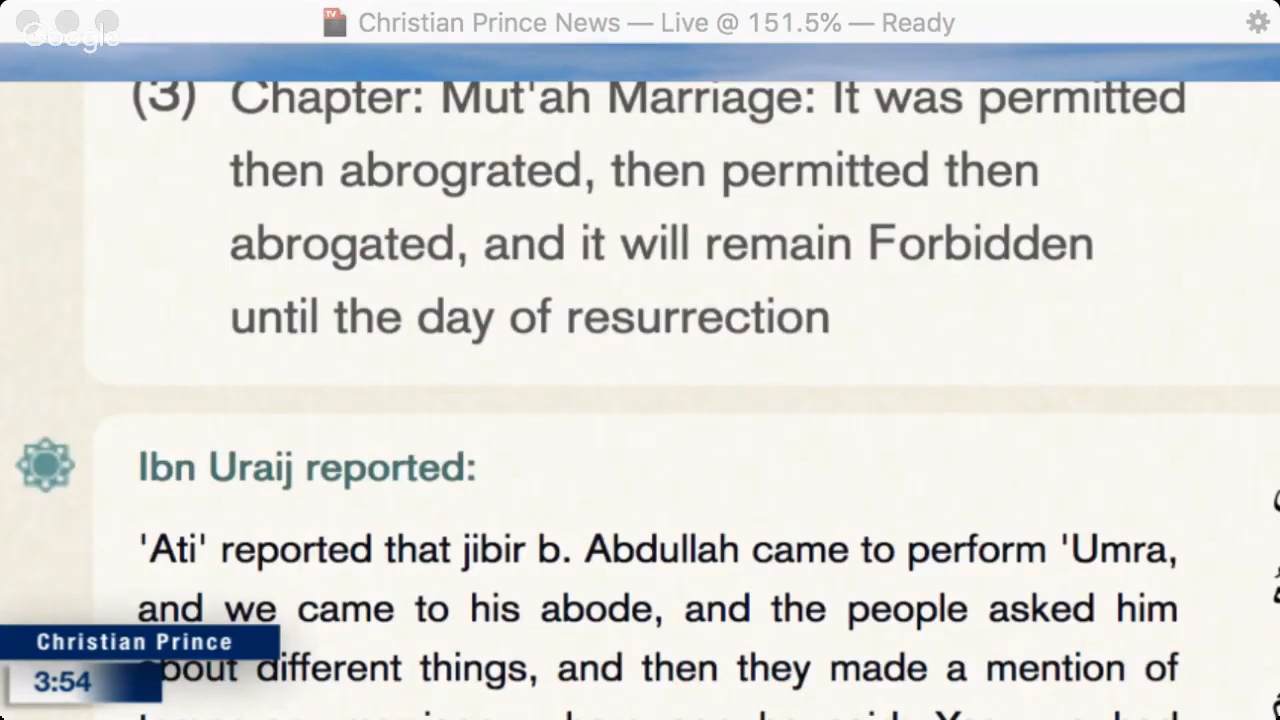 Christian Prince News — Live @ 151.5% — Ready
Google
(3) Chapter: Mut'ah Marriage: It was permitted
then abrograted, then permitted then
abrogated, and it will remain Forbidden
until the day of resurrection
Ibn Uraij reported:
'Ati' reported that jibir b. Abdullah came to perform 'Umra,
and we came to his abode, and the people asked him
about different things, and then they made a mention of
Christian Prince
3:54